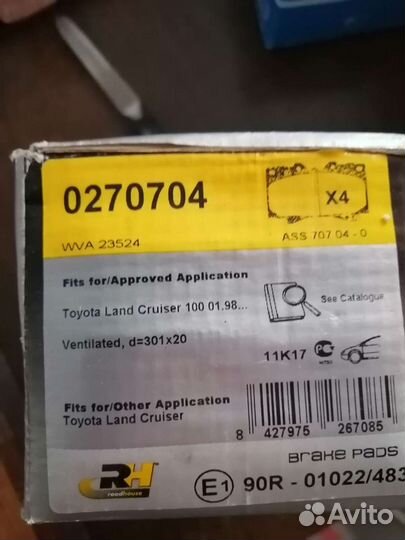 0270704
X4
WVA 23524
ASS 707 04 - 0
Fits for/Approved Application
Toyota Land Cruiser 100 01.98...
See Catalogue
Ventilated, d=301x20
11K17
Fits for/Other Application
Toyota Land Cruiser
8 427975 267085
BRAKE PADS
RH
roadhouse
E1 90R - 01022/483
Avito